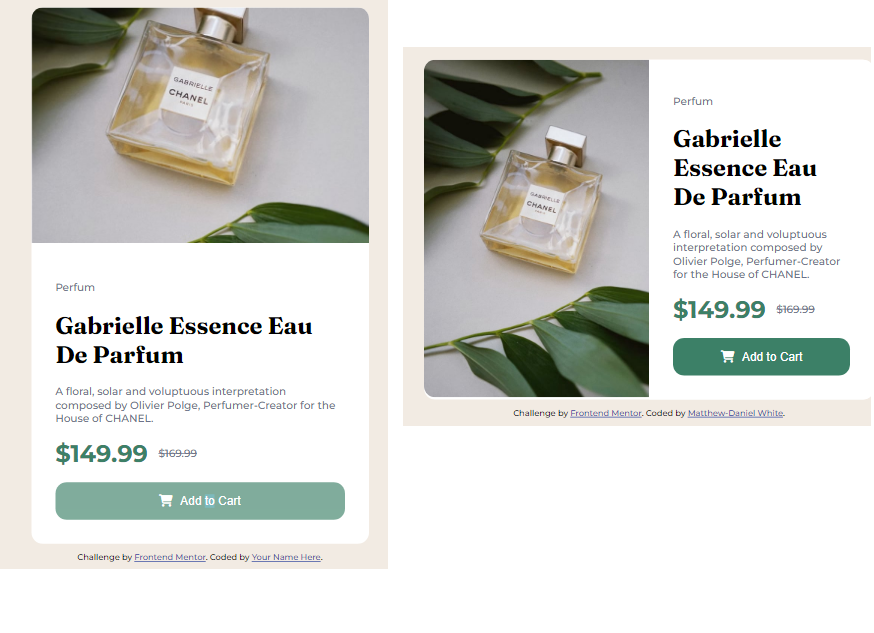 GABRIELLE
CHANEL
PARIS
Perfum
Gabrielle Essence Eau
De Parfum
A floral, solar and voluptuous interpretation
composed by Olivier Polge, Perfumer-Creator for the
House of CHANEL.
$149.99 $169.99
Add to Cart
Challenge by Frontend Mentor. Coded by Your Name Here.
GABRIELLE
CHANEL
PARIS
Perfum
Gabrielle
Essence Eau
De Parfum
A floral, solar and voluptuous
interpretation composed by
Olivier Polge, Perfumer-Creator
for the House of CHANEL.
$149.99 $169.99
Add to Cart
Challenge by Frontend Mentor. Coded by Matthew-Daniel White.